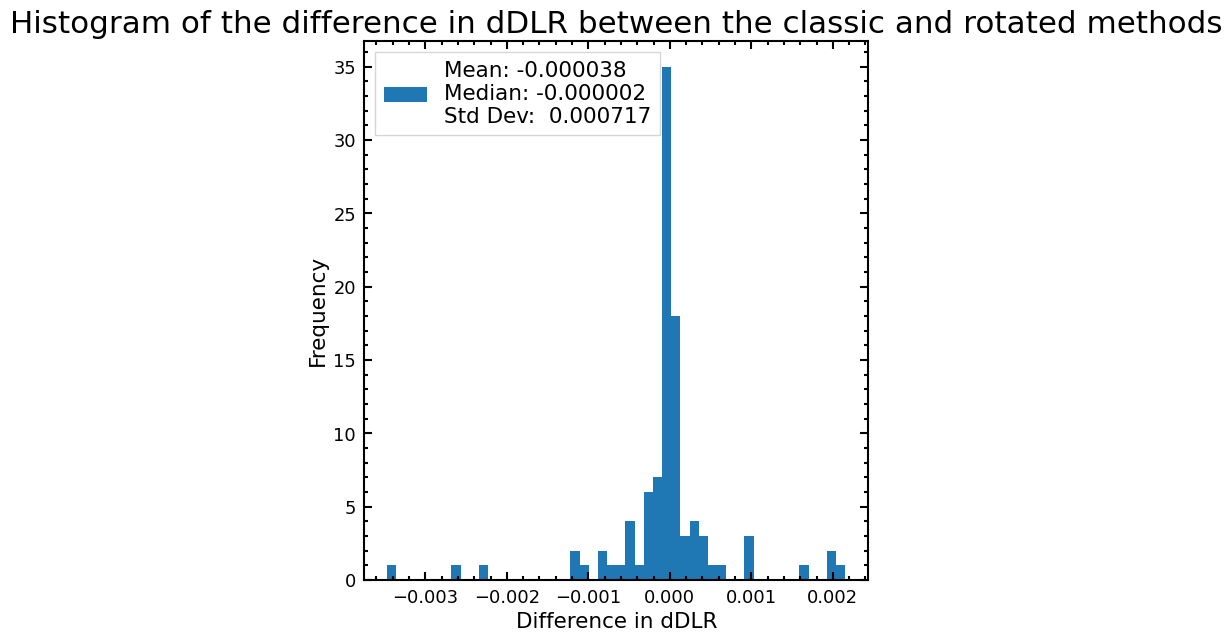 Histogram of the difference in dDLR between the classic and rotated methods
Mean: -0.000038
Median: -0.000002
Std Dev:  0.000717
35
30
25
20
15
10
5
0
Frequency
−0.003 −0.002 −0.001 0.000 0.001 0.002
Difference in dDLR